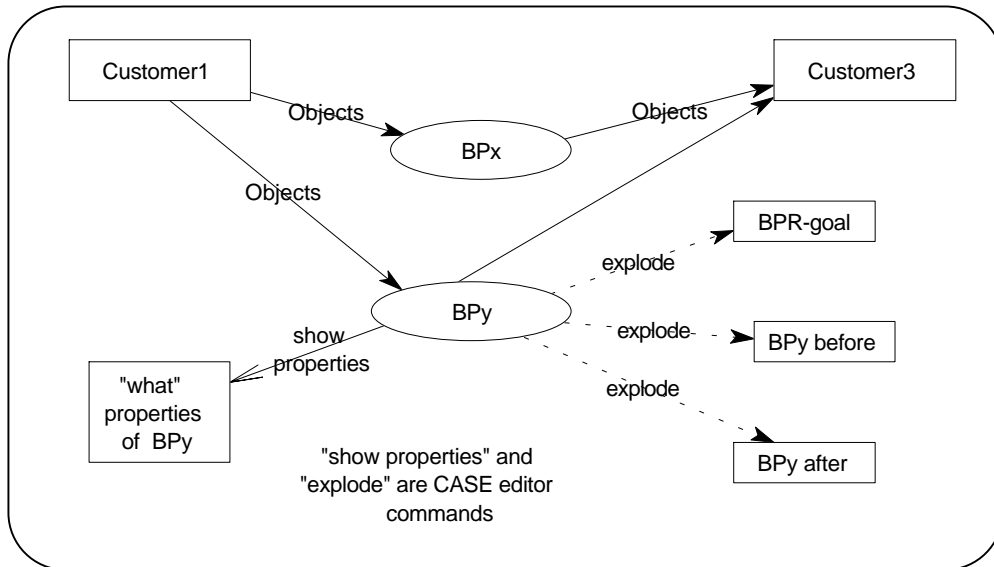 Customer1
Customer3
Objects
Objects
BPx
Objects
BPR-goal
explode
BPy
explode
BPy before
show
properties
explode
"what"
properties
of BPy
"show properties" and
"explode" are CASE editor
commands
BPy after